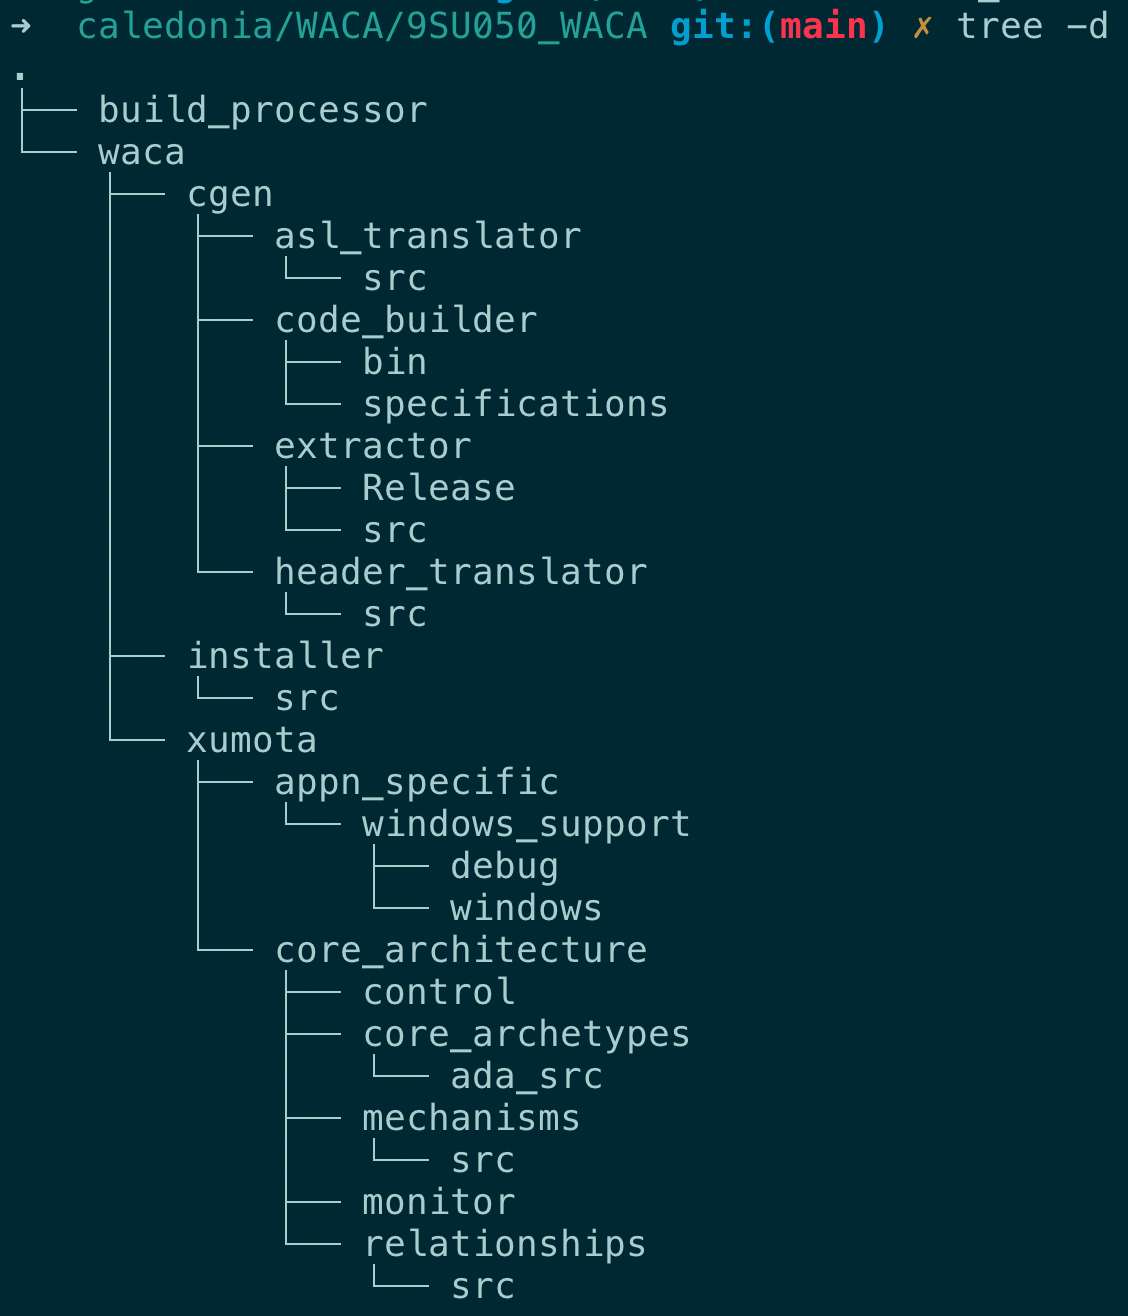 ➜  caledonia/WACA/9SU050_WACA git:(main) ✗ tree -d
.
├── build_processor
└── waca
    ├── cgen
    │   ├── asl_translator
    │   │   └── src
    │   ├── code_builder
    │   │   ├── bin
    │   │   └── specifications
    │   ├── extractor
    │   │   ├── Release
    │   │   └── src
    │   └── header_translator
    │       └── src
    ├── installer
    │   └── src
    └── xumota
        ├── appn_specific
        │   └── windows_support
        │       ├── debug
        │       └── windows
        └── core_architecture
            ├── control
            ├── core_archetypes
            │   └── ada_src
            ├── mechanisms
            │   └── src
            ├── monitor
            └── relationships
                └── src